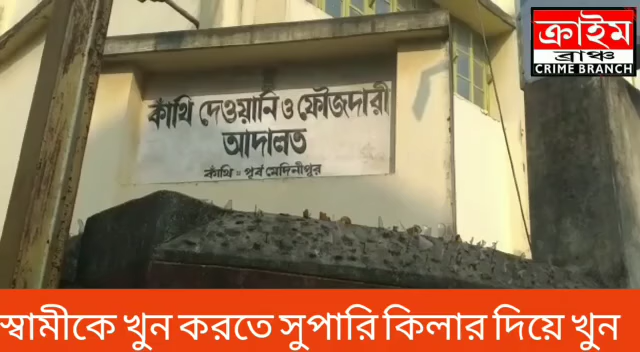 ক্রাইম
ব্রাঞ্চ
CRIME BRANCH
কাঁথি দেওয়ানি ও ফৌজদারী
আদালত
কাঁথি = পূর্ব মেদিনীপুর
স্বামীকে খুন করতে সুপারি কিলার দিয়ে খুন